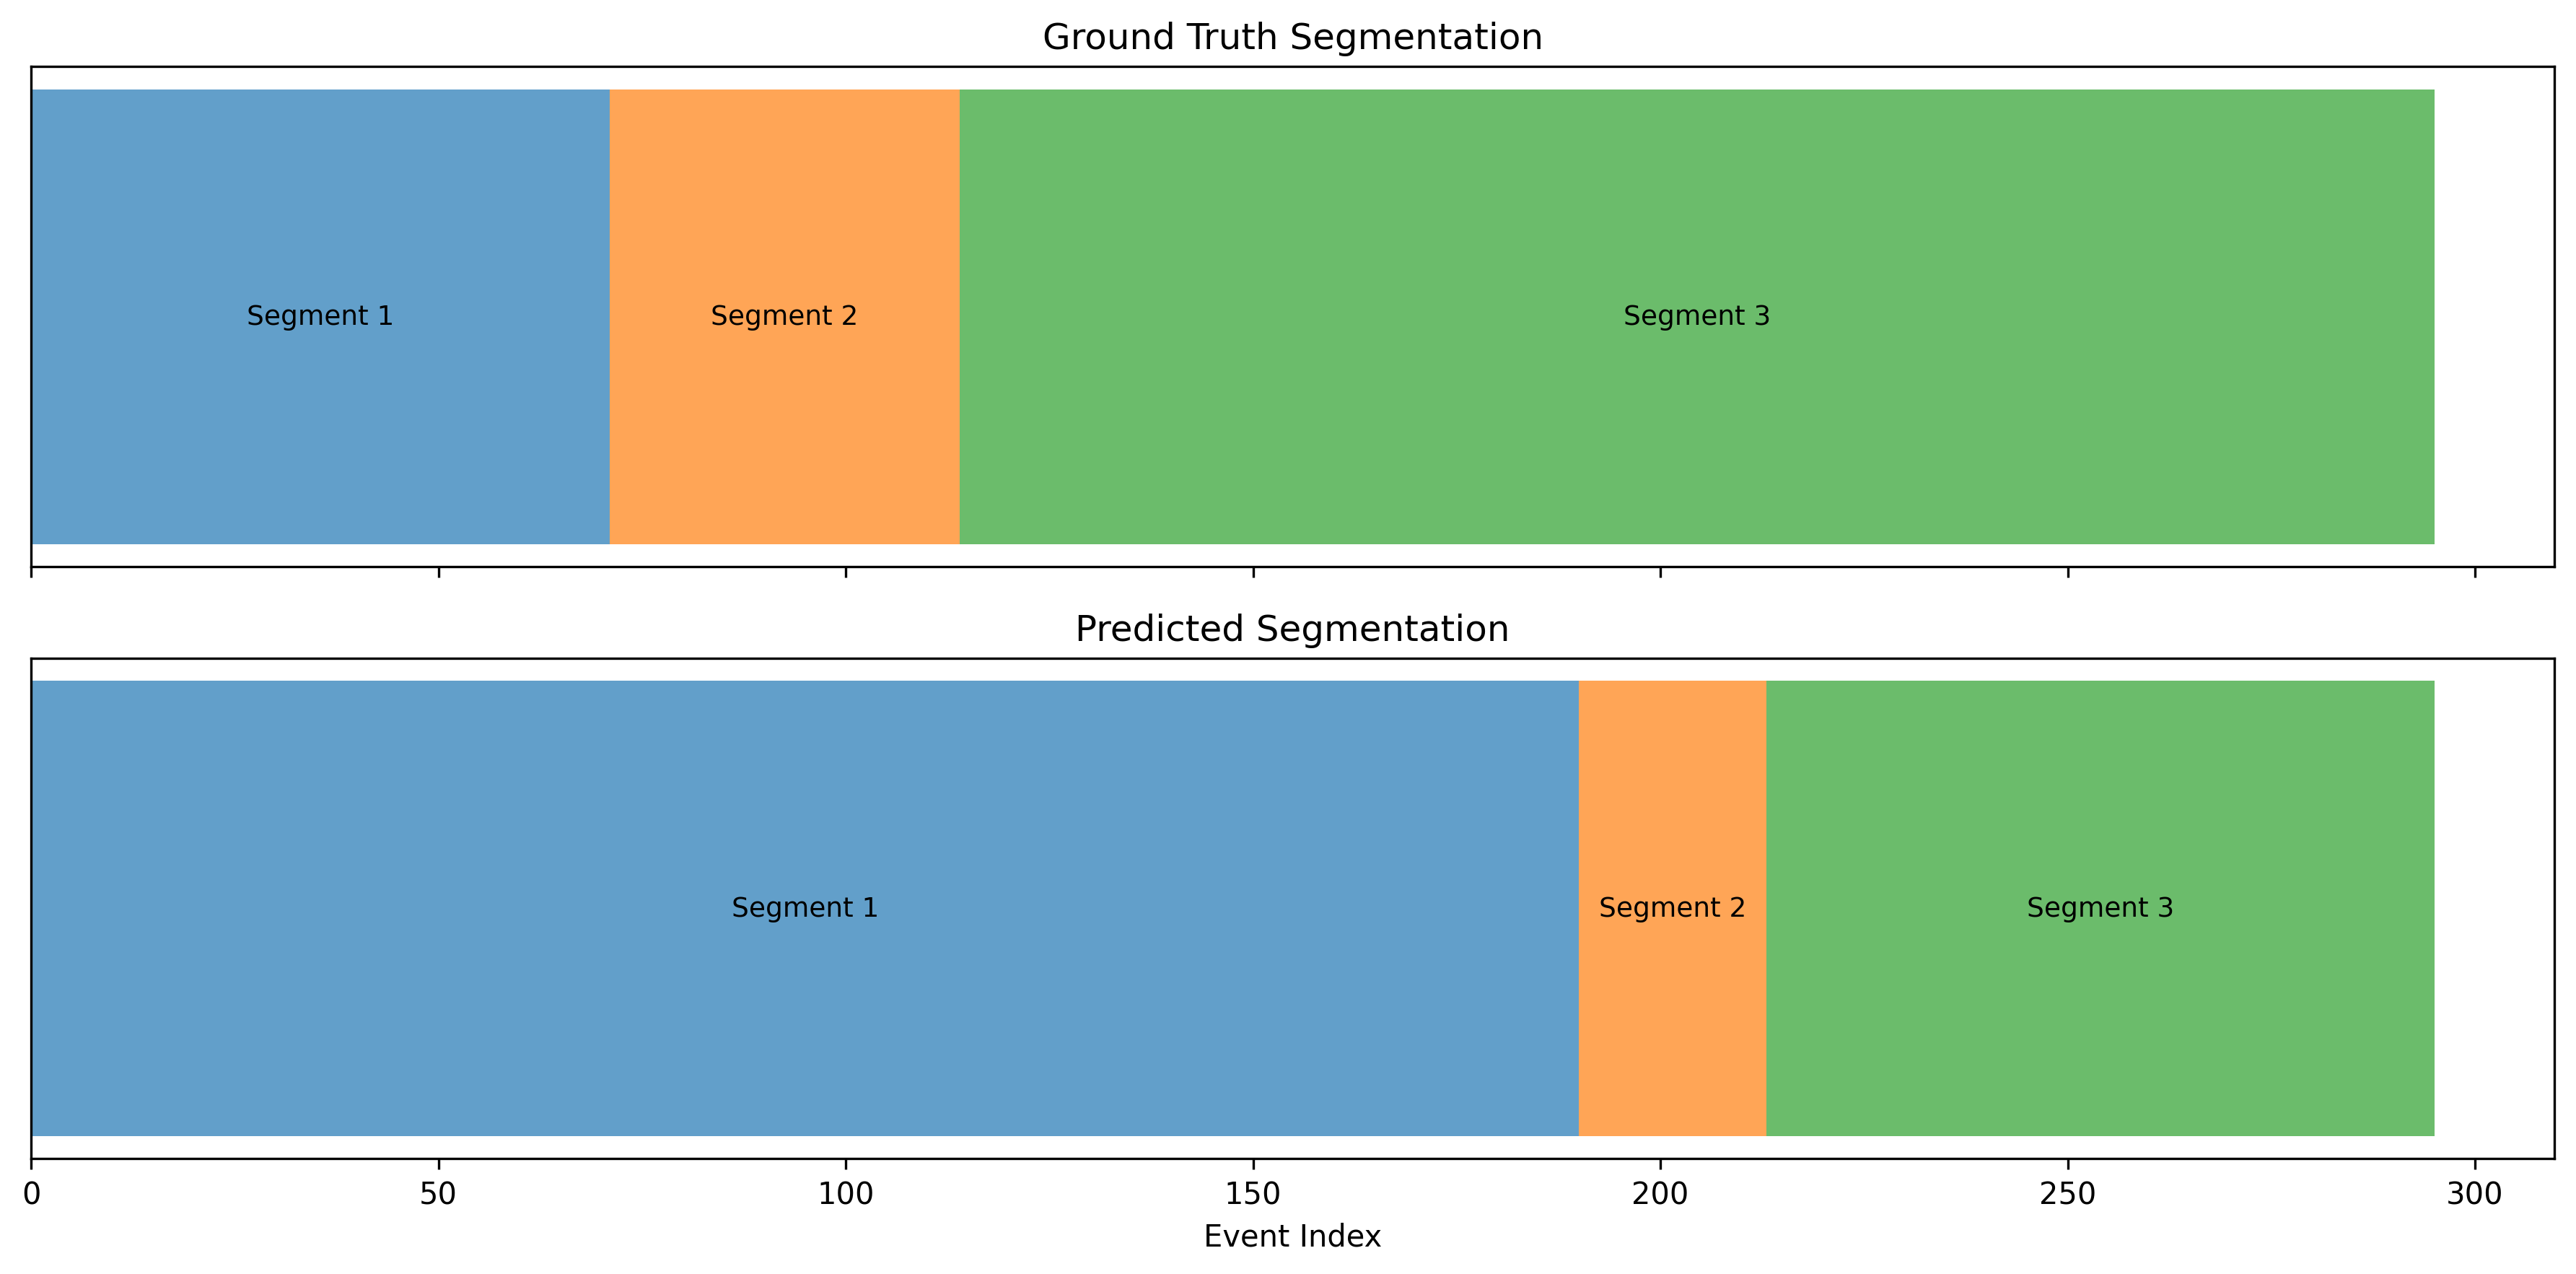 Ground Truth Segmentation
Segment 1 Segment 2 Segment 3
Predicted Segmentation
Segment 1 Segment 2 Segment 3
0 50 100 150 200 250 300
Event Index